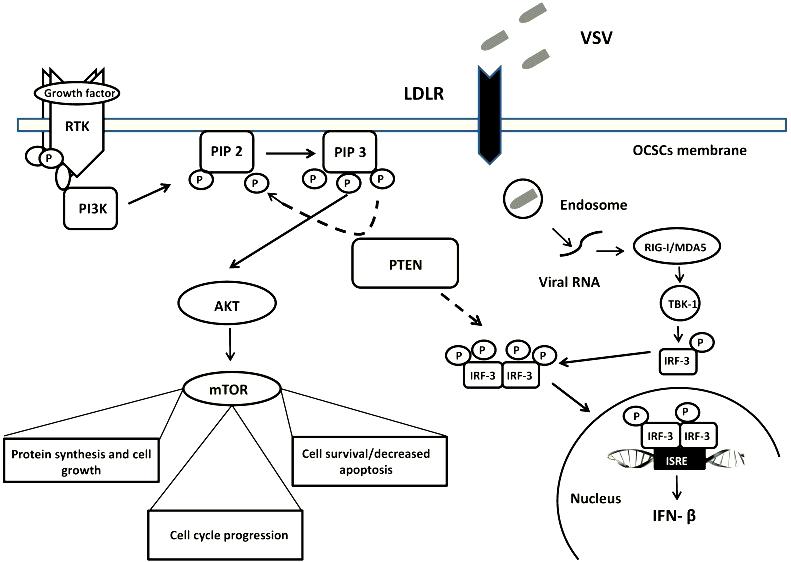 VSV
LDLR
Growth factor
RTK
P
PI3K
PIP 2
P
P
PIP 3
P
P
P
OCSCs membrane
Endosome
Viral RNA
RIG-I/MDA5
TBK-1
IRF-3
P
PTEN
AKT
mTOR
P
P
P
P
IRF-3
IRF-3
Protein synthesis and cell
growth
Cell cycle progression
Cell survival/decreased
apoptosis
P
P
IRF-3
IRF-3
ISRE
Nucleus
IFN- β